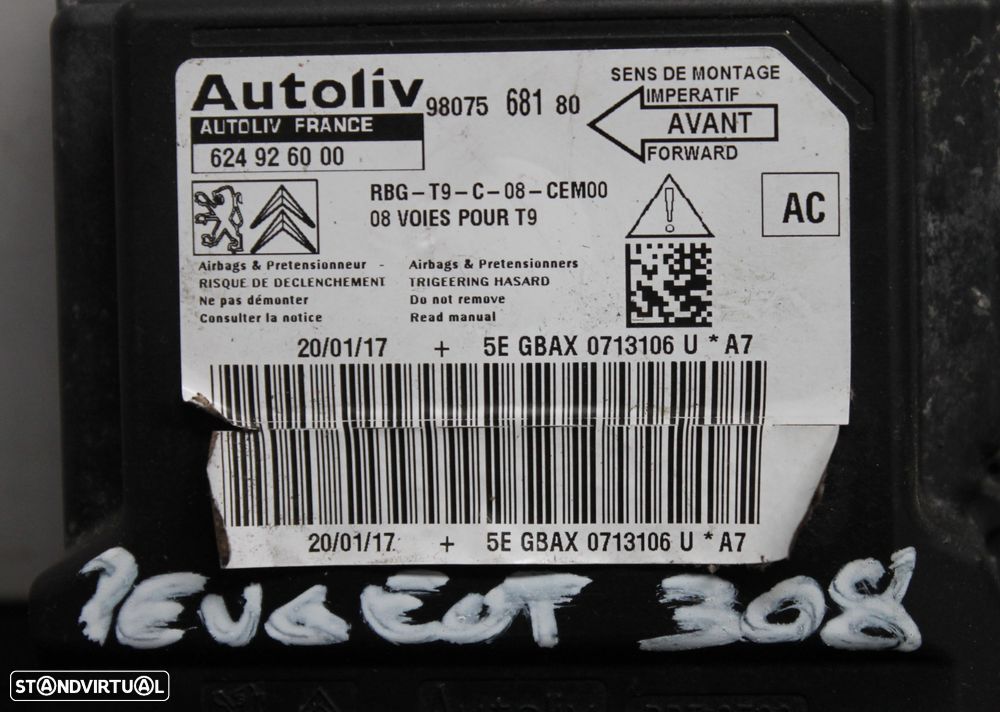 Autoliv
AUTOLIV FRANCE
624 92 60 00
98075 681 80
SENS DE MONTAGE
IMPERATIF
AVANT
FORWARD
RBG-T9-C-08-CEM00
08 VOIES POUR T9
AC
Airbags & Pretensionneur -
RISQUE DE DECLENCHEMENT
Ne pas démonter
Consulter la notice
Airbags & Pretensionners
TRIGEERING HASARD
Do not remove
Read manual
20/01/17 + 5E GBAX 0713106 U * A7
20/01/17 + 5E GBAX 0713106 U * A7
PEUGEOT 308
STANDVIRTUAL
Autoliv